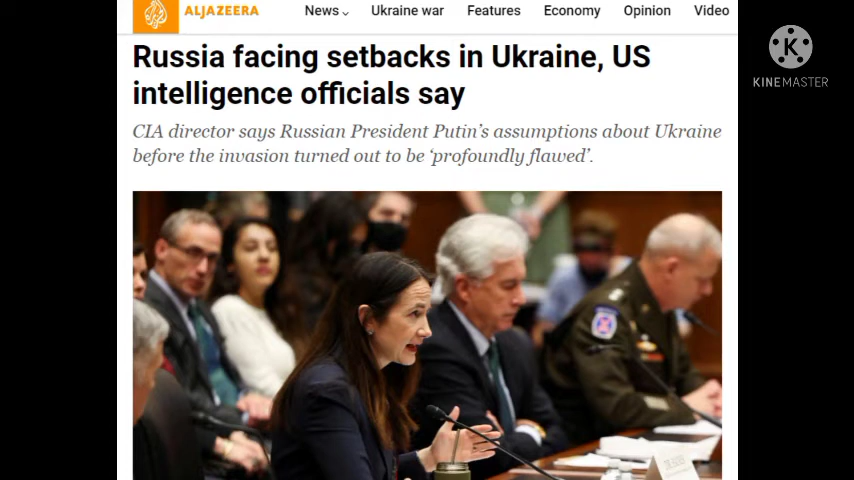 ALJAZEERA
News
Ukraine war
Features
Economy
Opinion
Video
Russia facing setbacks in Ukraine, US
intelligence officials say
CIA director says Russian President Putin's assumptions about Ukraine
before the invasion turned out to be 'profoundly flawed'.
K
KINEMASTER